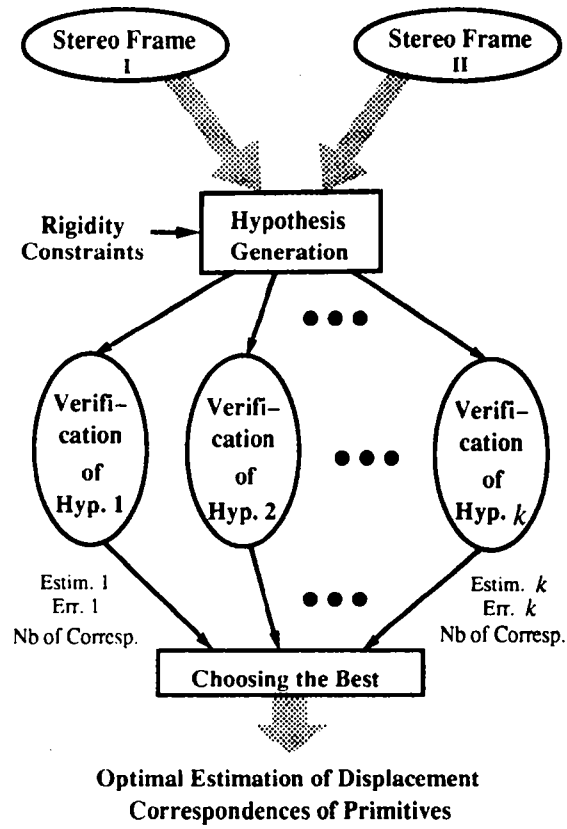 Stereo Frame
I
Stereo Frame
II
Rigidity
Constraints
Hypothesis
Generation
Verifi-
cation
of
Hyp. 1
Verifi-
cation
of
Hyp. 2
Verifi-
cation
of
Hyp. k
Estim. 1
Err. 1
Nb of Corresp.
Estim. k
Err. k
Nb of Corresp.
Choosing the Best
Optimal Estimation of Displacement
Correspondences of Primitives